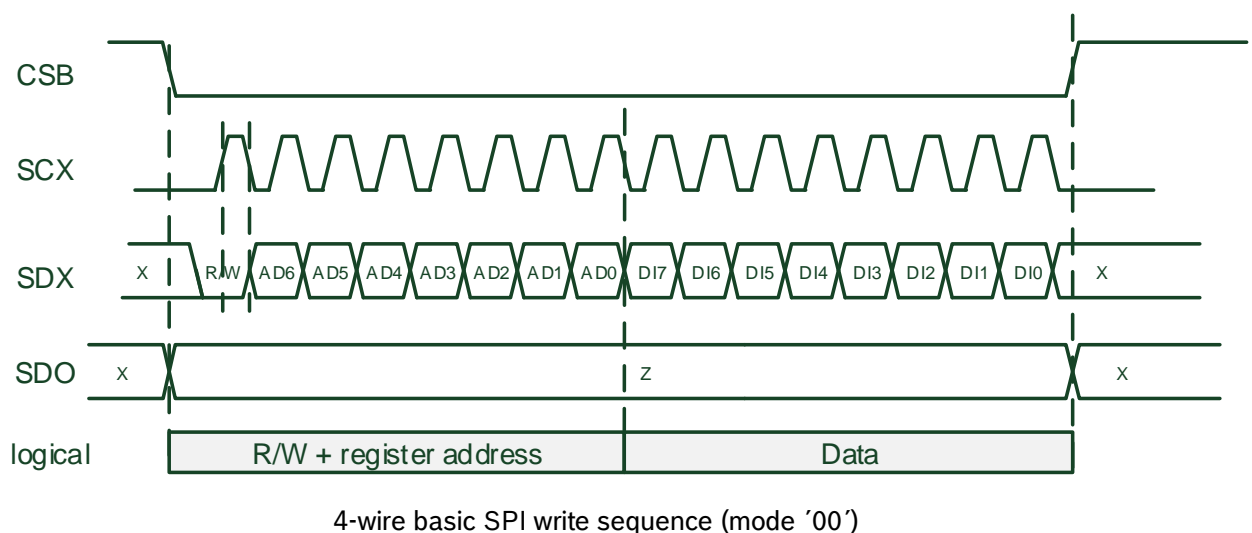 CSB
SCX
SDX X R/W AD6 AD5 AD4 AD3 AD2 AD1 AD0 DI7 DI6 DI5 DI4 DI3 DI2 DI1 DI0 X
SDO X Z X
logical R/W + register address Data
4-wire basic SPI write sequence (mode ´00´)